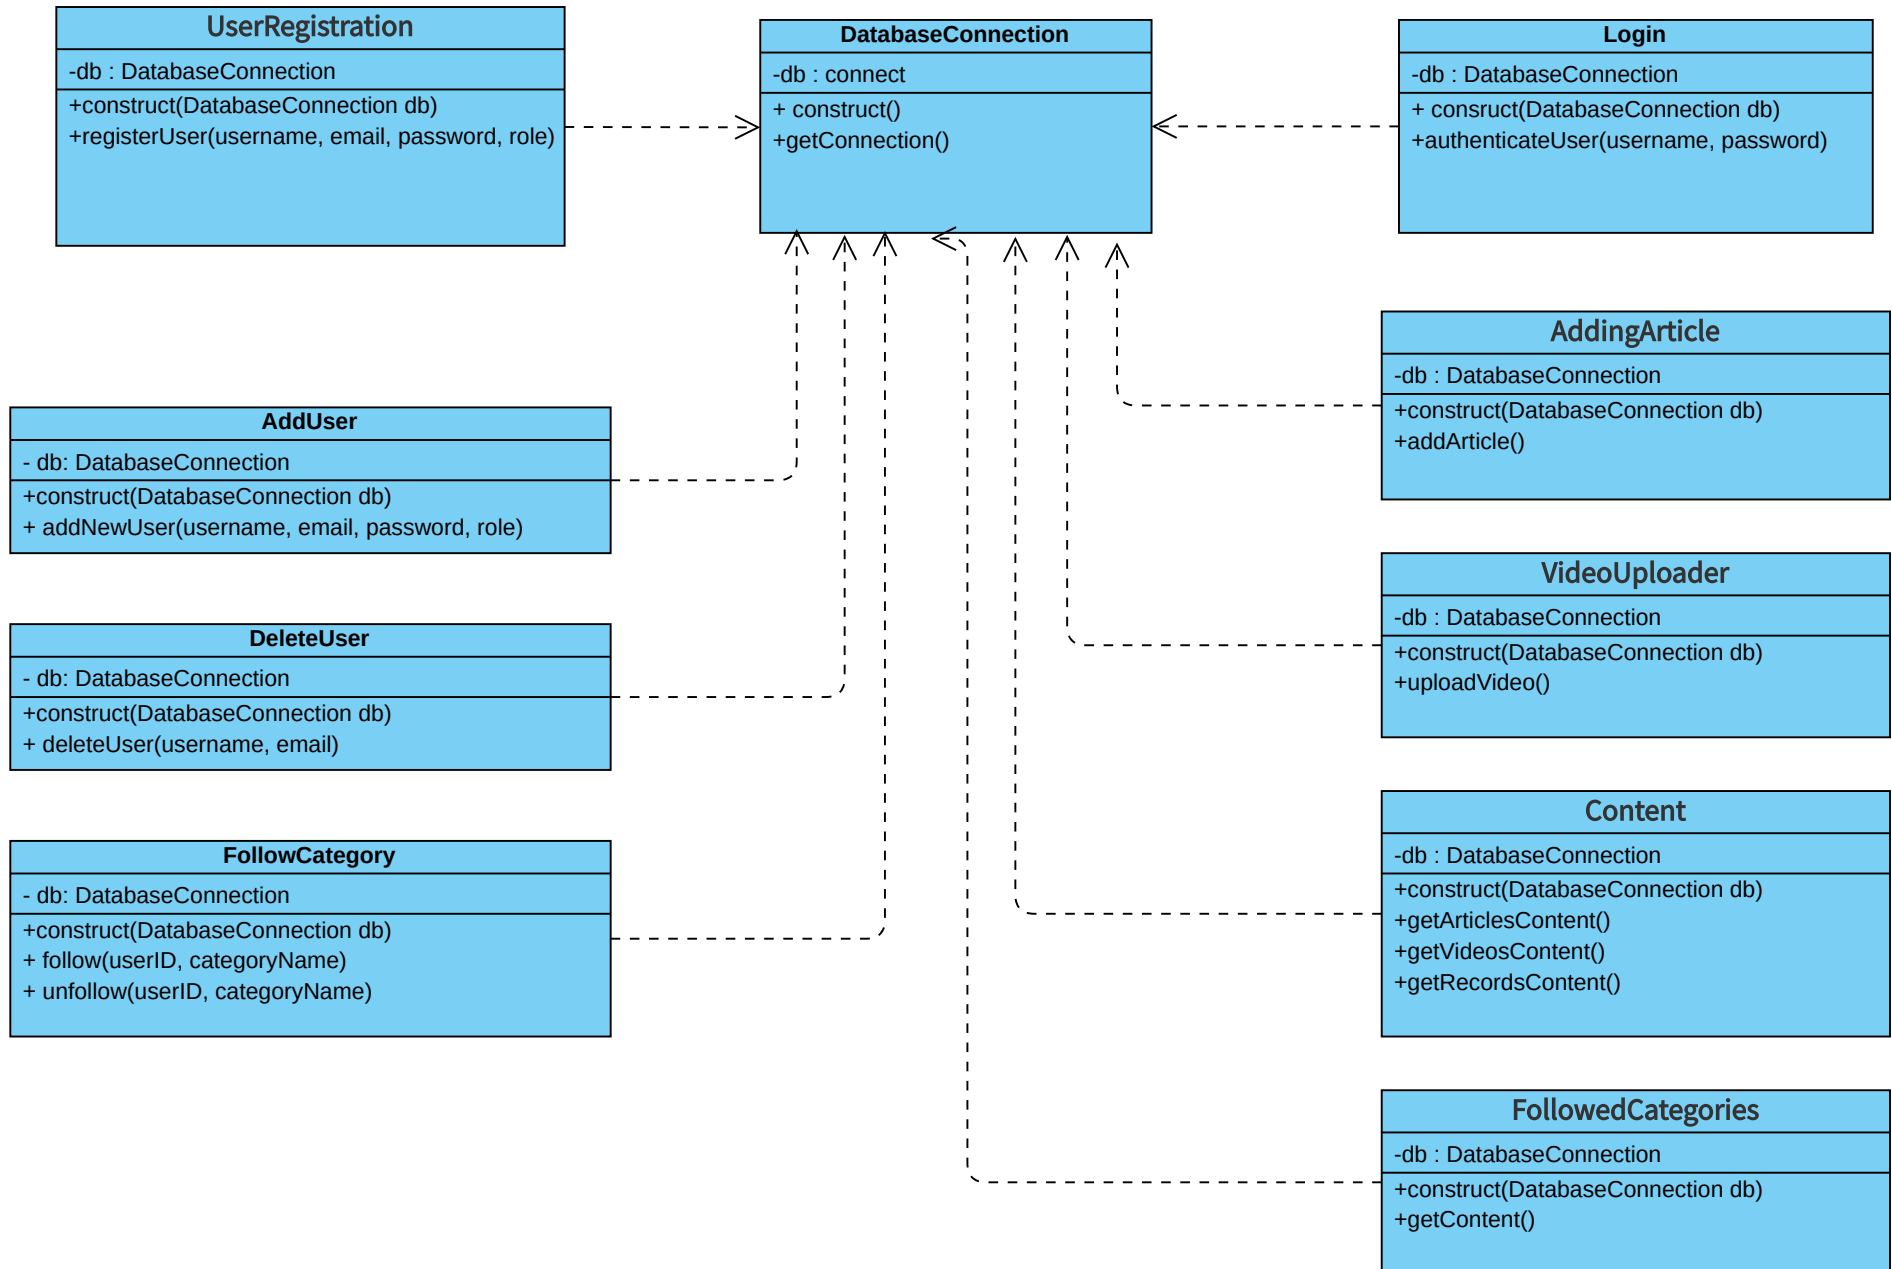 UserRegistration
-db : DatabaseConnection
+construct(DatabaseConnection db)
+registerUser(username, email, password, role)
DatabaseConnection
-db : connect
+ construct()
+getConnection()
Login
-db : DatabaseConnection
+ consruct(DatabaseConnection db)
+authenticateUser(username, password)
AddUser
- db: DatabaseConnection
+construct(DatabaseConnection db)
+ addNewUser(username, email, password, role)
DeleteUser
- db: DatabaseConnection
+construct(DatabaseConnection db)
+ deleteUser(username, email)
FollowCategory
- db: DatabaseConnection
+construct(DatabaseConnection db)
+ follow(userID, categoryName)
+ unfollow(userID, categoryName)
AddingArticle
-db : DatabaseConnection
+construct(DatabaseConnection db)
+addArticle()
VideoUploader
-db : DatabaseConnection
+construct(DatabaseConnection db)
+uploadVideo()
Content
-db : DatabaseConnection
+construct(DatabaseConnection db)
+getArticlesContent()
+getVideosContent()
+getRecordsContent()
FollowedCategories
-db : DatabaseConnection
+construct(DatabaseConnection db)
+getContent()